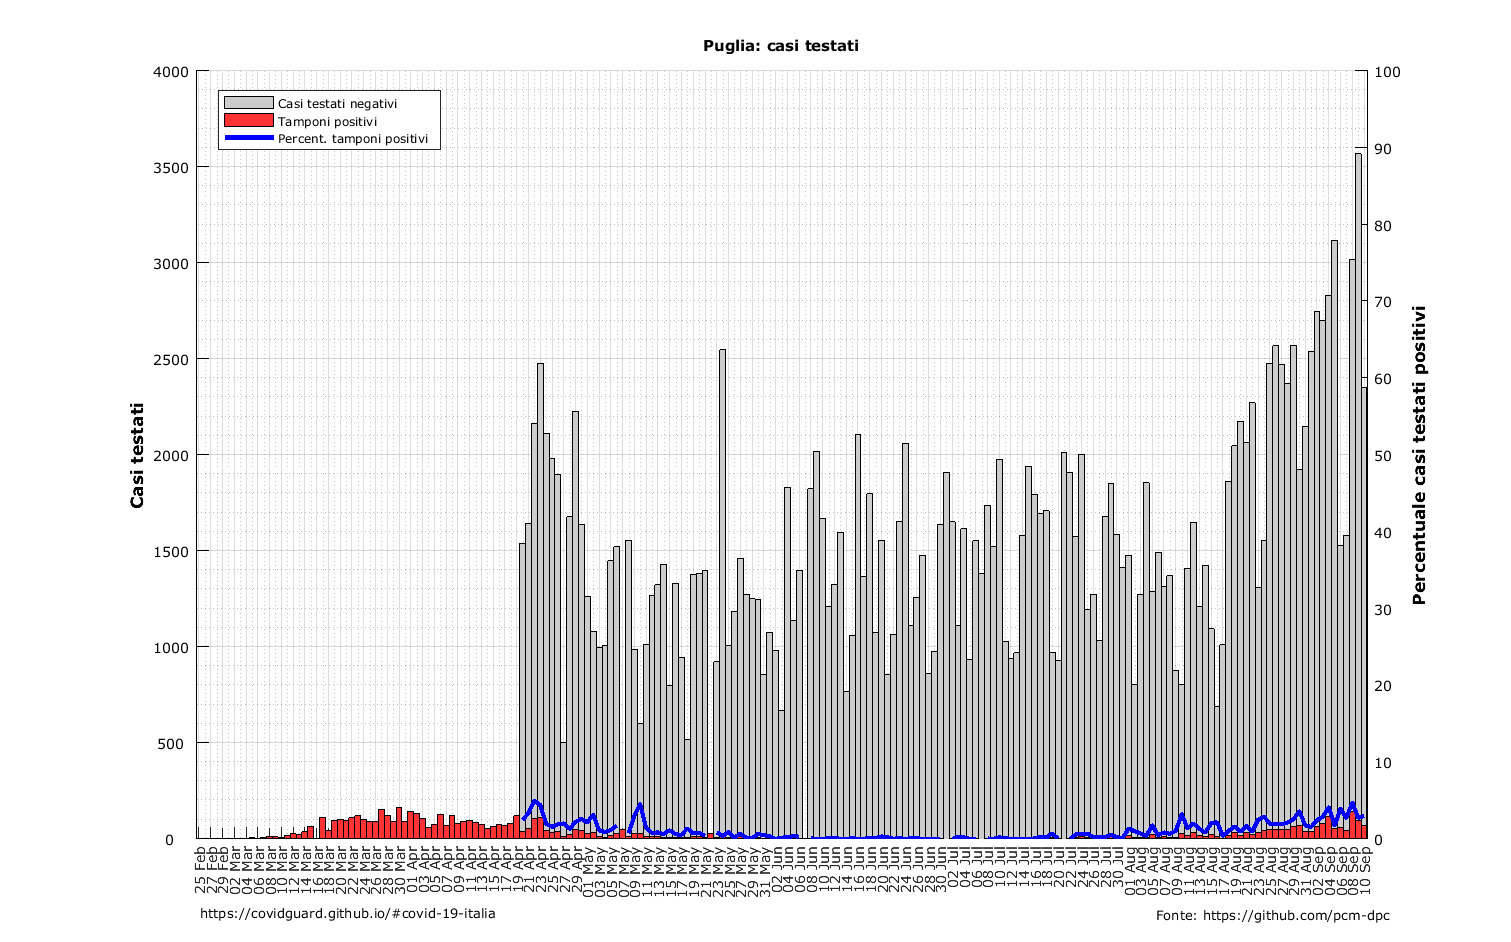 Puglia: casi testati
4000
3500
3000
2500
2000
1500
1000
500
0
100
90
80
70
60
50
40
30
20
10
0
Casi testati negativi
Tamponi positivi
Percent. tamponi positivi
Casi testati
Percentuale casi testati positivi
25 Feb
27 Feb
29 Feb
02 Mar
04 Mar
06 Mar
08 Mar
10 Mar
12 Mar
14 Mar
16 Mar
18 Mar
20 Mar
22 Mar
24 Mar
26 Mar
28 Mar
30 Mar
01 Apr
03 Apr
05 Apr
07 Apr
09 Apr
11 Apr
13 Apr
15 Apr
17 Apr
19 Apr
21 Apr
23 Apr
25 Apr
27 Apr
29 Apr
01 May
03 May
05 May
07 May
09 May
11 May
13 May
15 May
17 May
19 May
21 May
23 May
25 May
27 May
29 May
31 May
02 Jun
04 Jun
06 Jun
08 Jun
10 Jun
12 Jun
14 Jun
16 Jun
18 Jun
20 Jun
22 Jun
24 Jun
26 Jun
28 Jun
30 Jun
02 Jul
04 Jul
06 Jul
08 Jul
10 Jul
12 Jul
14 Jul
16 Jul
18 Jul
20 Jul
22 Jul
24 Jul
26 Jul
28 Jul
30 Jul
01 Aug
03 Aug
05 Aug
07 Aug
09 Aug
11 Aug
13 Aug
15 Aug
17 Aug
19 Aug
21 Aug
23 Aug
25 Aug
27 Aug
29 Aug
31 Aug
02 Sep
04 Sep
06 Sep
08 Sep
10 Sep
https://covidguard.github.io/#covid-19-italia
Fonte: https://github.com/pcm-dpc